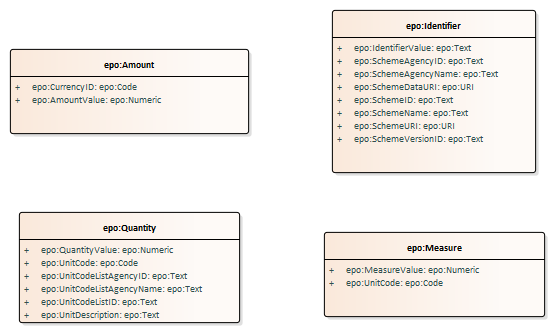 epo:Amount
+ epo:CurrencyID: epo:Code
+ epo:AmountValue: epo:Numeric
epo:Identifier
+ epo:IdentifierValue: epo:Text
+ epo:SchemeAgencyID: epo:Text
+ epo:SchemeAgencyName: epo:Text
+ epo:SchemeDataURI: epo:URI
+ epo:SchemeID: epo:Text
+ epo:SchemeName: epo:Text
+ epo:SchemeURI: epo:URI
+ epo:SchemeVersionID: epo:Text
epo:Quantity
+ epo:QuantityValue: epo:Numeric
+ epo:UnitCode: epo:Code
+ epo:UnitCodeListAgencyID: epo:Text
+ epo:UnitCodeListAgencyName: epo:Text
+ epo:UnitCodeListID: epo:Text
+ epo:UnitDescription: epo:Text
epo:Measure
+ epo:MeasureValue: epo:Numeric
+ epo:UnitCode: epo:Code